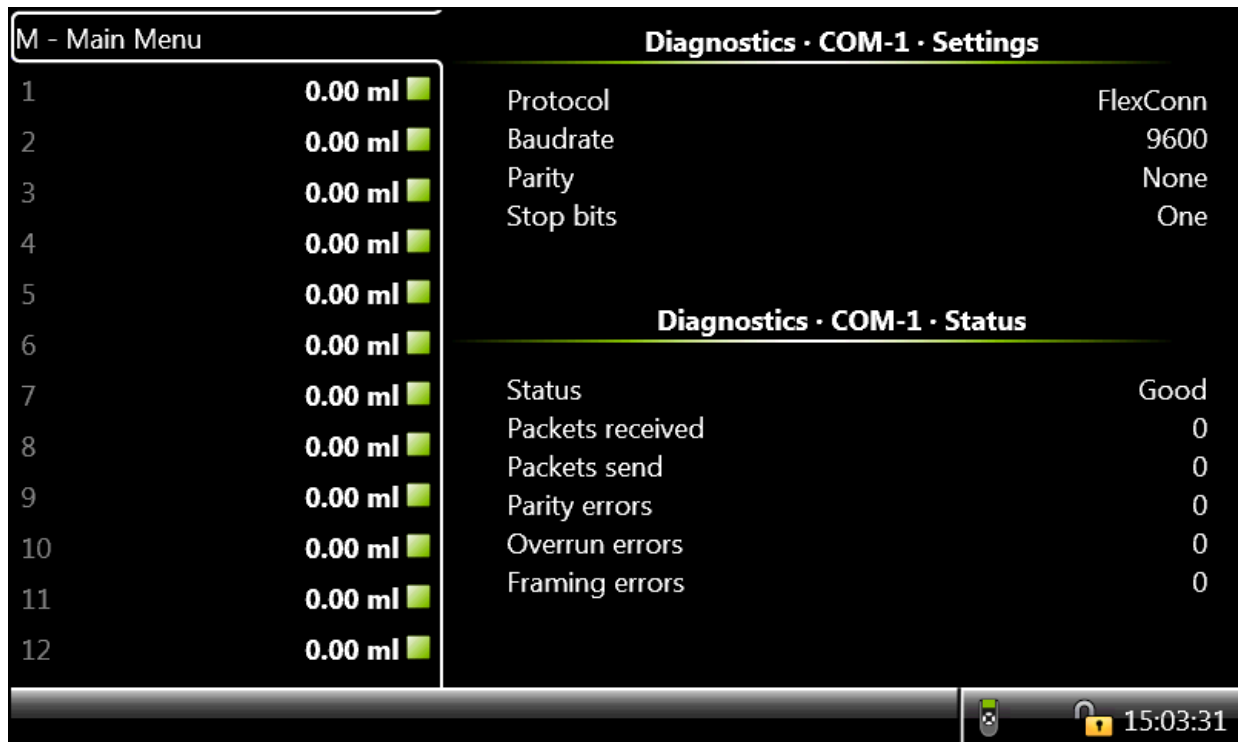 M - Main Menu
1 0.00 ml
2 0.00 ml
3 0.00 ml
4 0.00 ml
5 0.00 ml
6 0.00 ml
7 0.00 ml
8 0.00 ml
9 0.00 ml
10 0.00 ml
11 0.00 ml
12 0.00 ml
Diagnostics · COM-1 · Settings
Protocol FlexConn
Baudrate 9600
Parity None
Stop bits One
Diagnostics · COM-1 · Status
Status Good
Packets received 0
Packets send 0
Parity errors 0
Overrun errors 0
Framing errors 0
15:03:31